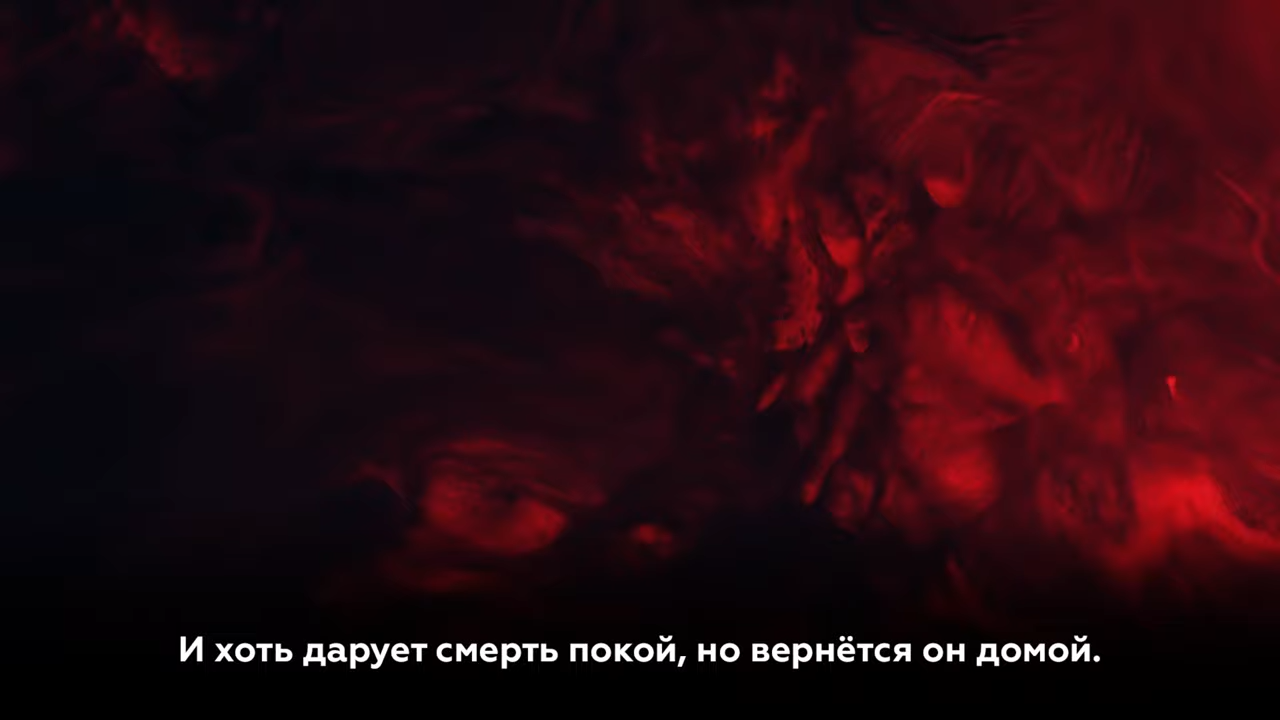 И хоть дарует смерть покой, но вернётся он домой.